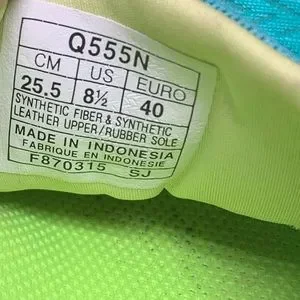 Q555N
CM US EURO
25.5 8½ 40
SYNTHETIC FIBER & SYNTHETIC
LEATHER UPPER/RUBBER SOLE
MADE IN INDONESIA
FABRIQUE EN INDONESIE
F870315 SJ